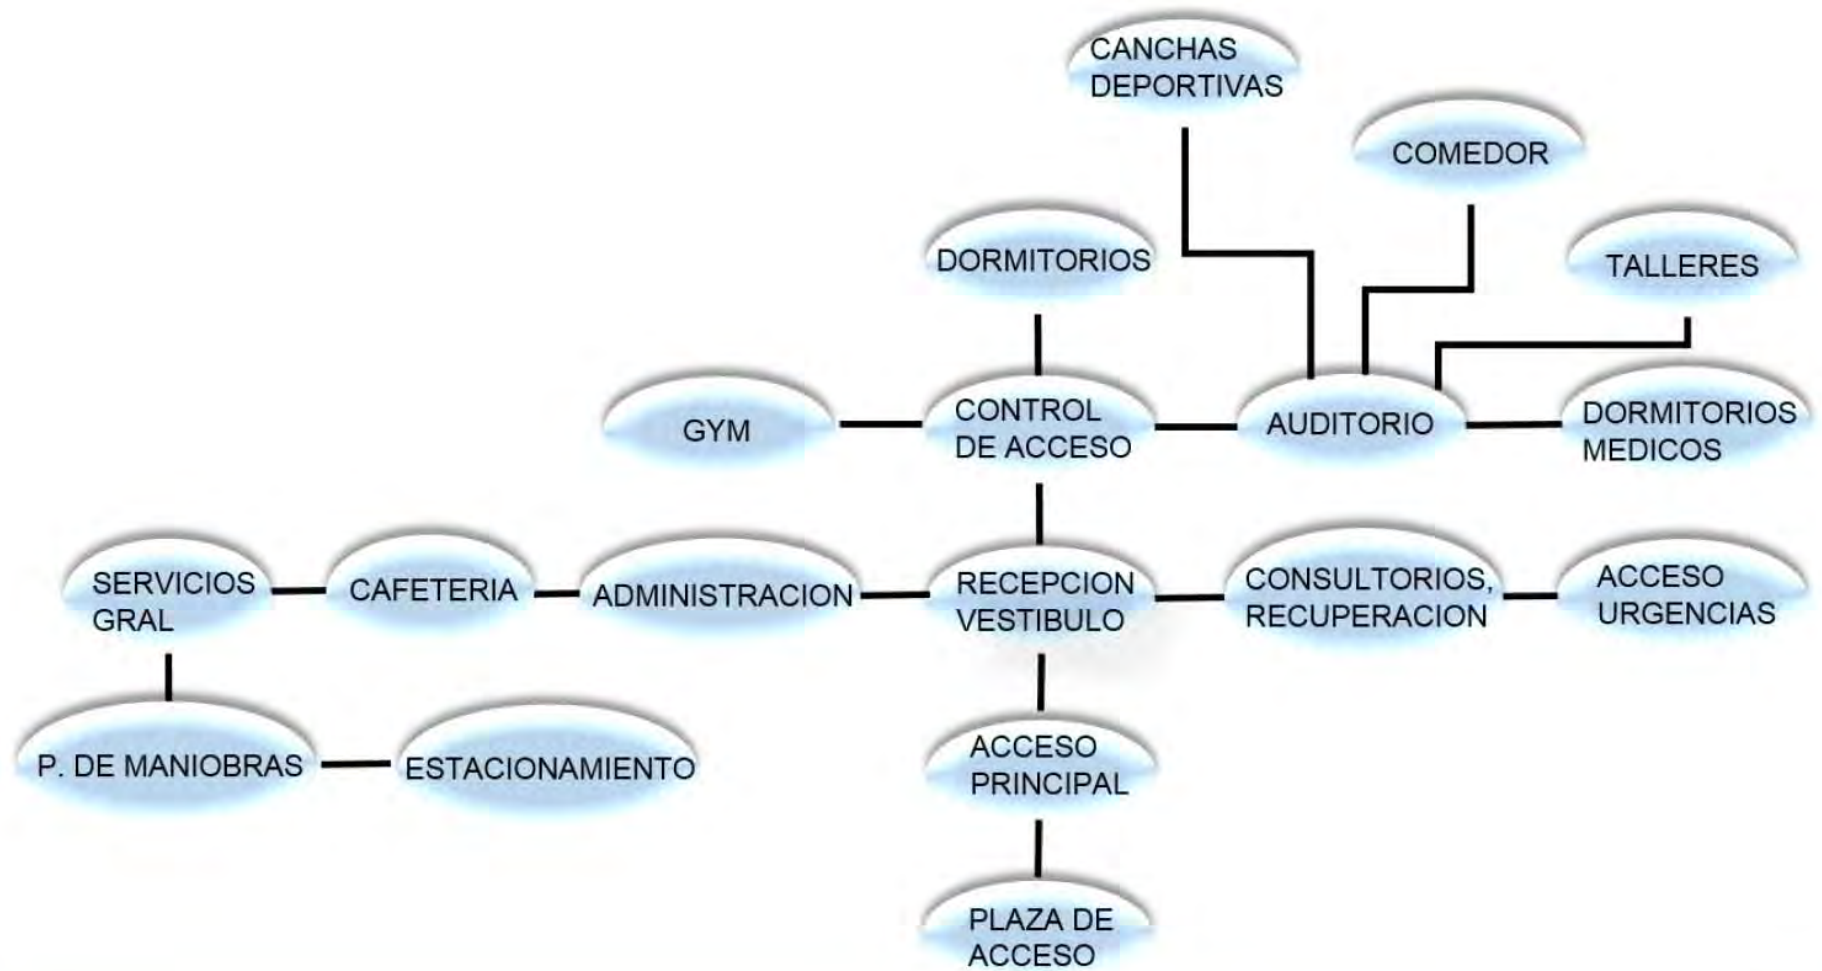 CANCHAS
DEPORTIVAS
COMEDOR
DORMITORIOS
TALLERES
GYM
CONTROL
DE ACCESO
AUDITORIO
DORMITORIOS
MEDICOS
SERVICIOS
GRAL
CAFETERIA
ADMINISTRACION
RECEPCION
VESTIBULO
CONSULTORIOS,
RECUPERACION
ACCESO
URGENCIAS
P. DE MANIOBRAS
ESTACIONAMIENTO
ACCESO
PRINCIPAL
PLAZA DE
ACCESO